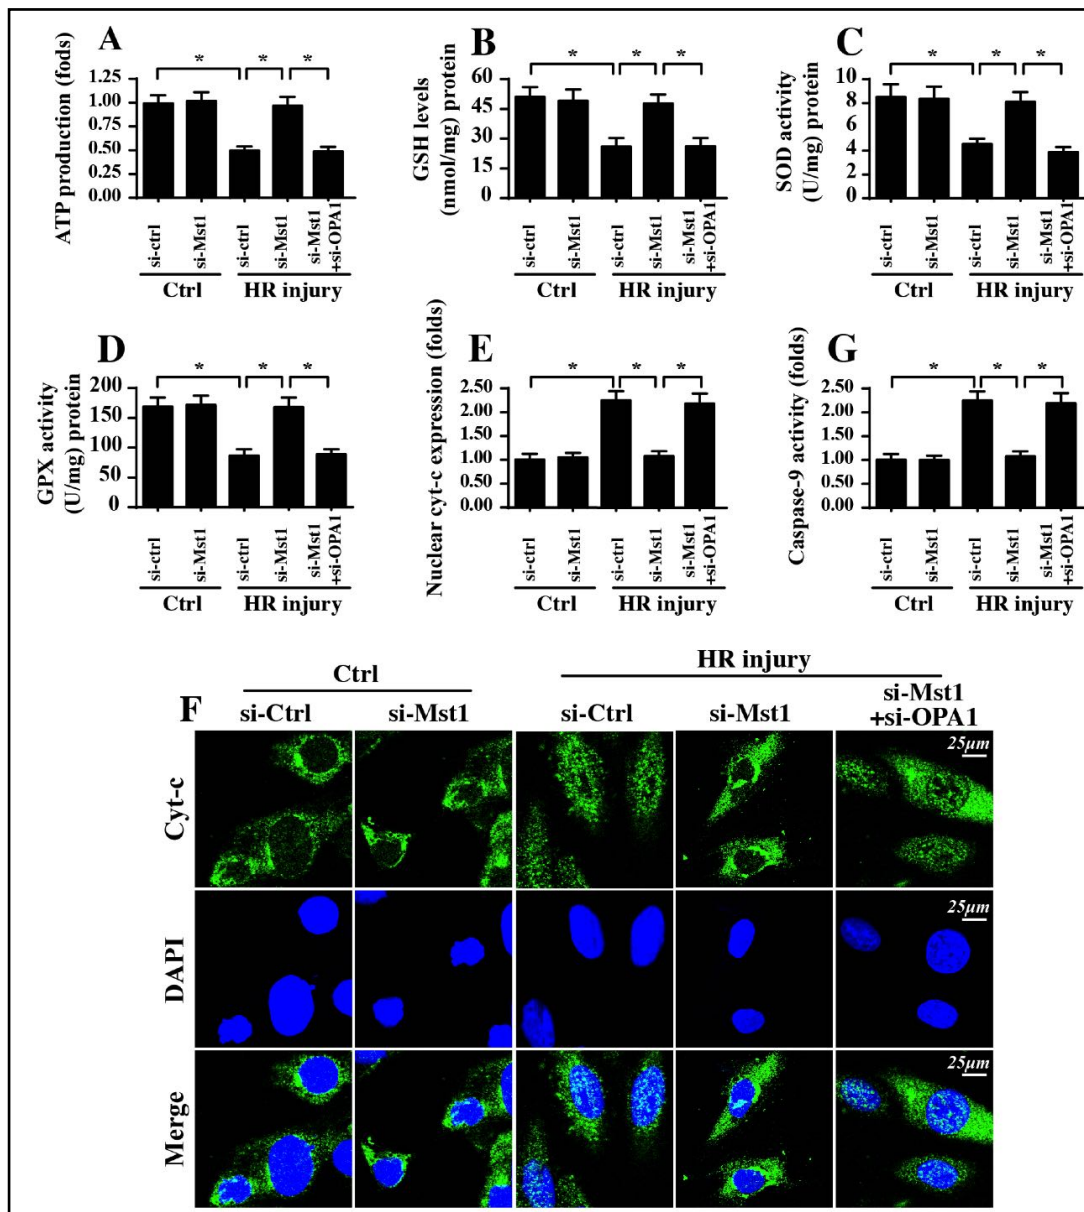 A
B
C
* * *
* * *
* * *
ATP production (fods)
1.25
1.00
0.75
0.50
0.25
0.00
si-ctrl
si-Mst1
si-ctrl
si-Mst1
si-Mst1
+si-OPA1
Ctrl
HR injury
GSH levels
(nmol/mg) protein
60
45
30
15
0
si-ctrl
si-Mst1
si-ctrl
si-Mst1
si-Mst1
+si-OPA1
Ctrl
HR injury
SOD activity
(U/mg) protein
10
8
6
4
2
0
si-ctrl
si-Mst1
si-ctrl
si-Mst1
si-Mst1
+si-OPA1
Ctrl
HR injury
D
E
G
* * *
* * *
* * *
GPX activity
(U/mg) protein
200
150
100
50
0
si-ctrl
si-Mst1
si-ctrl
si-Mst1
si-Mst1
+si-OPA1
Ctrl
HR injury
Nuclear cyt-c expression (folds)
2.50
2.00
1.50
1.00
0.50
0.00
si-ctrl
si-Mst1
si-ctrl
si-Mst1
si-Mst1
+si-OPA1
Ctrl
HR injury
Caspase-9 activity (folds)
2.50
2.00
1.50
1.00
0.50
0.00
si-ctrl
si-Mst1
si-ctrl
si-Mst1
si-Mst1
+si-OPA1
Ctrl
HR injury
F
Ctrl
HR injury
si-Ctrl
si-Mst1
si-Ctrl
si-Mst1
si-Mst1
+si-OPA1
Cyt-c
25μm
DAPI
25μm
Merge
25μm